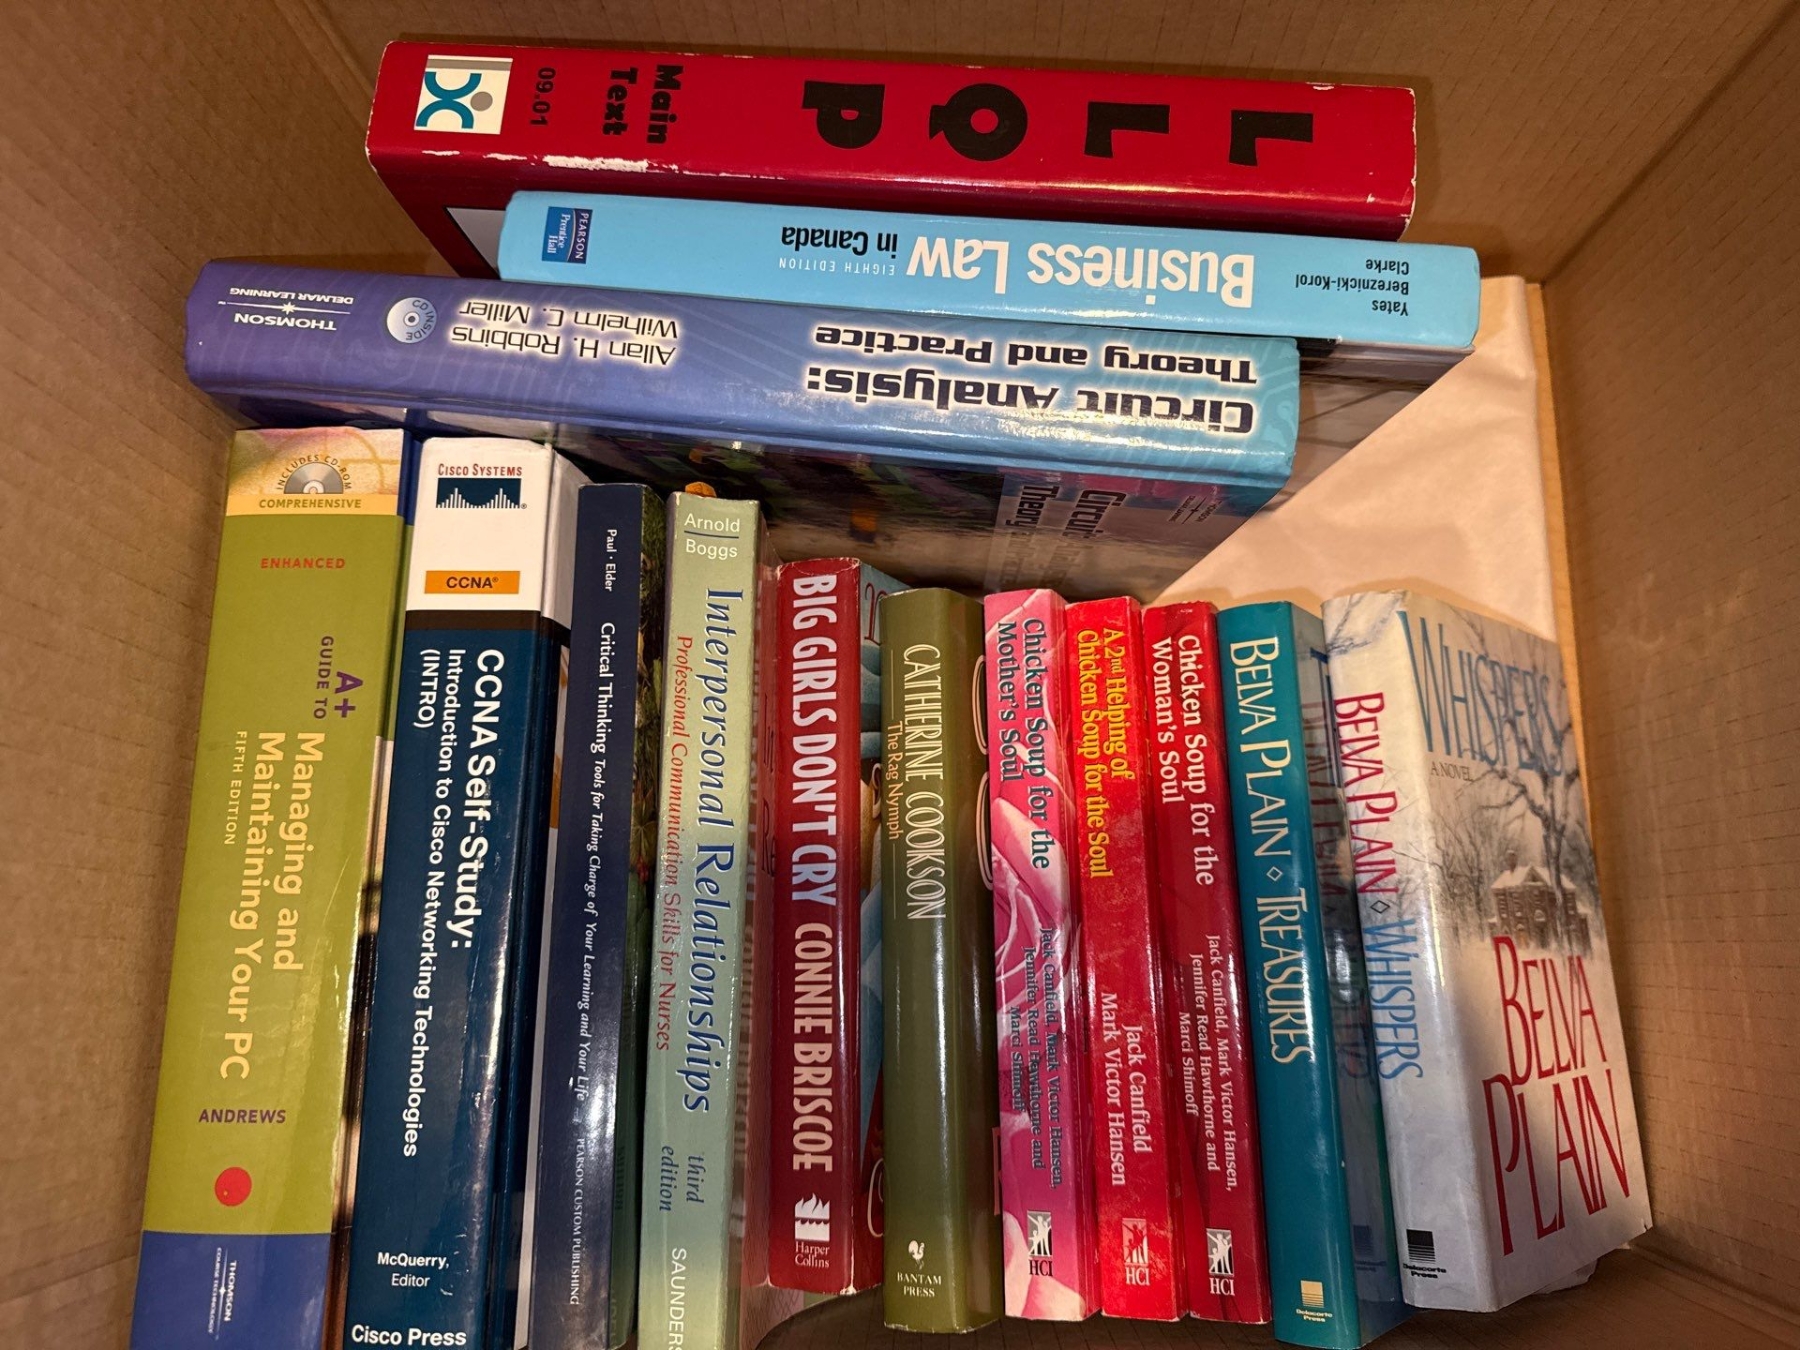 LLQP
Main
Text
09.01
Yates
Bereznicki-Korol
Clarke
Business Law
in Canada
EIGHTH EDITION
PEARSON
Prentice
Hall
Circuit Analysis:
Theory and Practice
Allan H. Robbins
Wilhelm C. Miller
CD-INSIDE
THOMSON
DELMAR LEARNING
INCLUDES CD-ROM
COMPREHENSIVE
ENHANCED
A+
GUIDE TO
Managing and
Maintaining Your PC
FIFTH EDITION
ANDREWS
THOMSON
COURSE TECHNOLOGY
CISCO SYSTEMS
CCNA®
CCNA Self-Study:
Introduction to Cisco Networking Technologies
(INTRO)
McQuerry,
Editor
Cisco Press
Paul · Elder
Critical Thinking Tools for Taking Charge of Your Learning and Your Life
PEARSON CUSTOM PUBLISHING
Arnold
Boggs
Interpersonal Relationships
Professional Communication Skills for Nurses
third
edition
SAUNDERS
BIG GIRLS DON'T CRY CONNIE BRISCOE
Harper
Collins
CATHERINE COOKSON
The Rag Nymph
BANTAM
PRESS
Chicken Soup for the
Mother's Soul
Jack Canfield, Mark Victor Hansen,
Jennifer Read Hawthorne and
Marci Shimoff
HCI
A 2nd Helping of
Chicken Soup for the Soul
Jack Canfield
Mark Victor Hansen
HCI
Chicken Soup for the
Woman's Soul
Jack Canfield, Mark Victor Hansen,
Jennifer Read Hawthorne and
Marci Shimoff
HCI
BELVA PLAIN ◇ TREASURES
Delacorte
Press
BELVA PLAIN ◇ WHISPERS
Delacorte
Press
WHISPERS
A NOVEL
BELVA
PLAIN